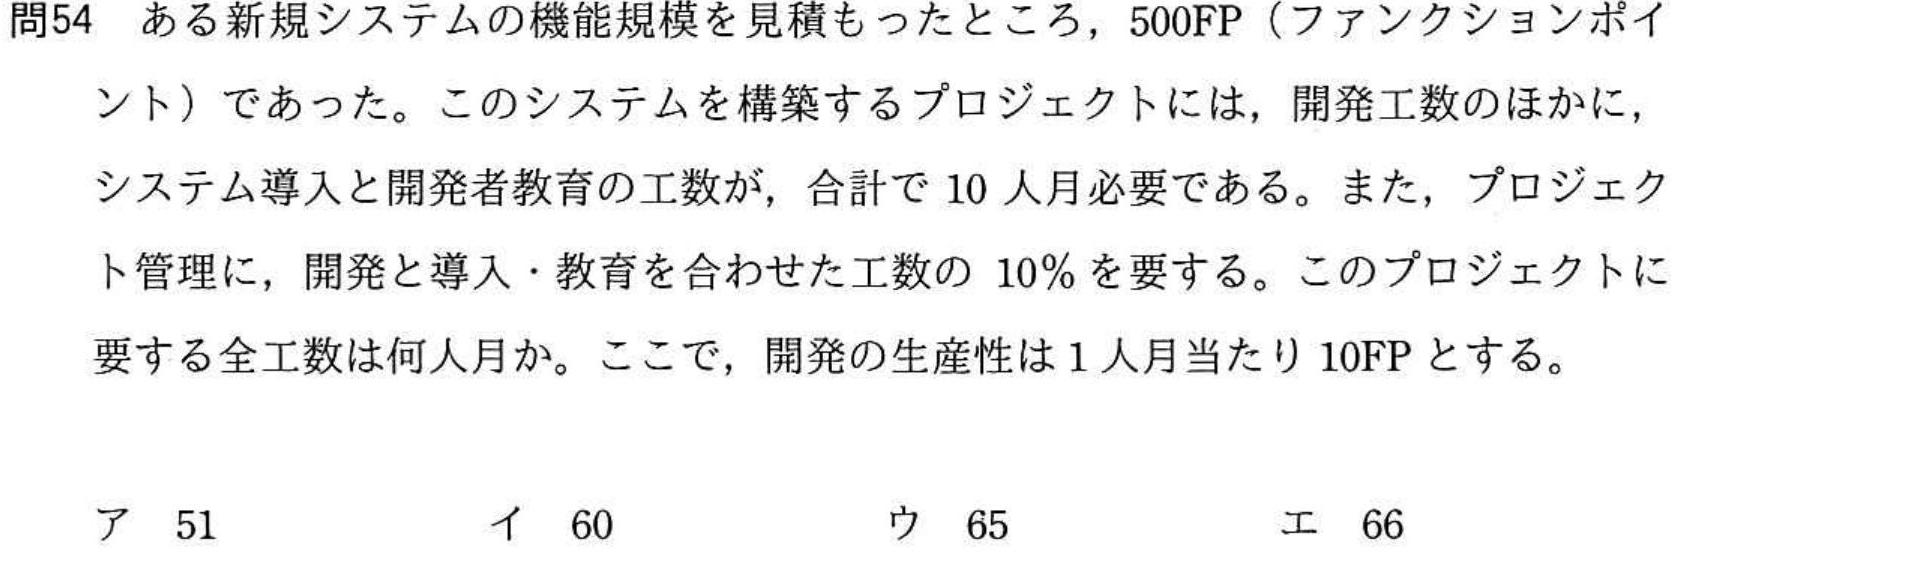 問54 ある新規システムの機能規模を見積もったところ，500FP（ファンクションポイ
ント）であった。このシステムを構築するプロジェクトには，開発工数のほかに，
システム導入と開発者教育の工数が，合計で 10 人月必要である。また，プロジェク
ト管理に，開発と導入・教育を合わせた工数の 10％を要する。このプロジェクトに
要する全工数は何人月か。ここで，開発の生産性は 1 人月当たり 10FP とする。
ア 51 イ 60 ウ 65 エ 66